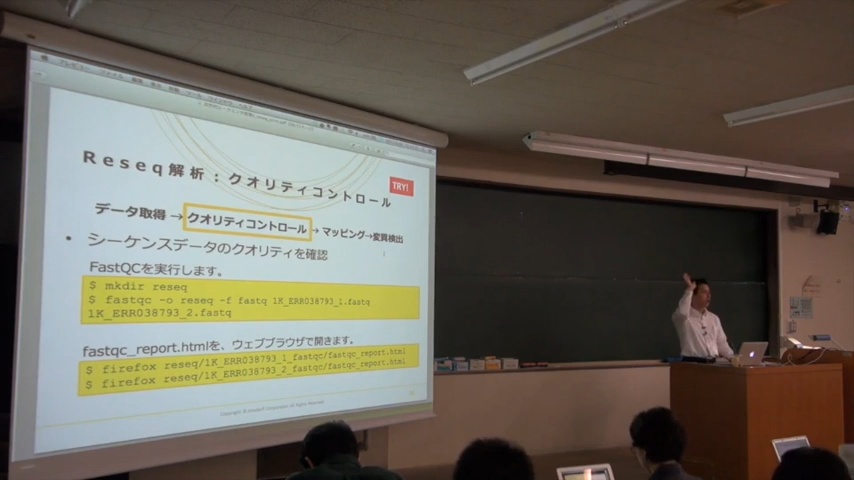 Reseq解析：クオリティコントロール
TRY!
データ取得 → クオリティコントロール → マッピング→変異検出
• シーケンスデータのクオリティを確認
FastQCを実行します。
$ mkdir reseq
$ fastqc -o reseq -f fastq 1K_ERR038793_1.fastq
1K_ERR038793_2.fastq
fastqc_report.htmlを、ウェブブラウザで開きます。
$ firefox reseq/1K_ERR038793_1_fastqc/fastqc_report.html
$ firefox reseq/1K_ERR038793_2_fastqc/fastqc_report.html